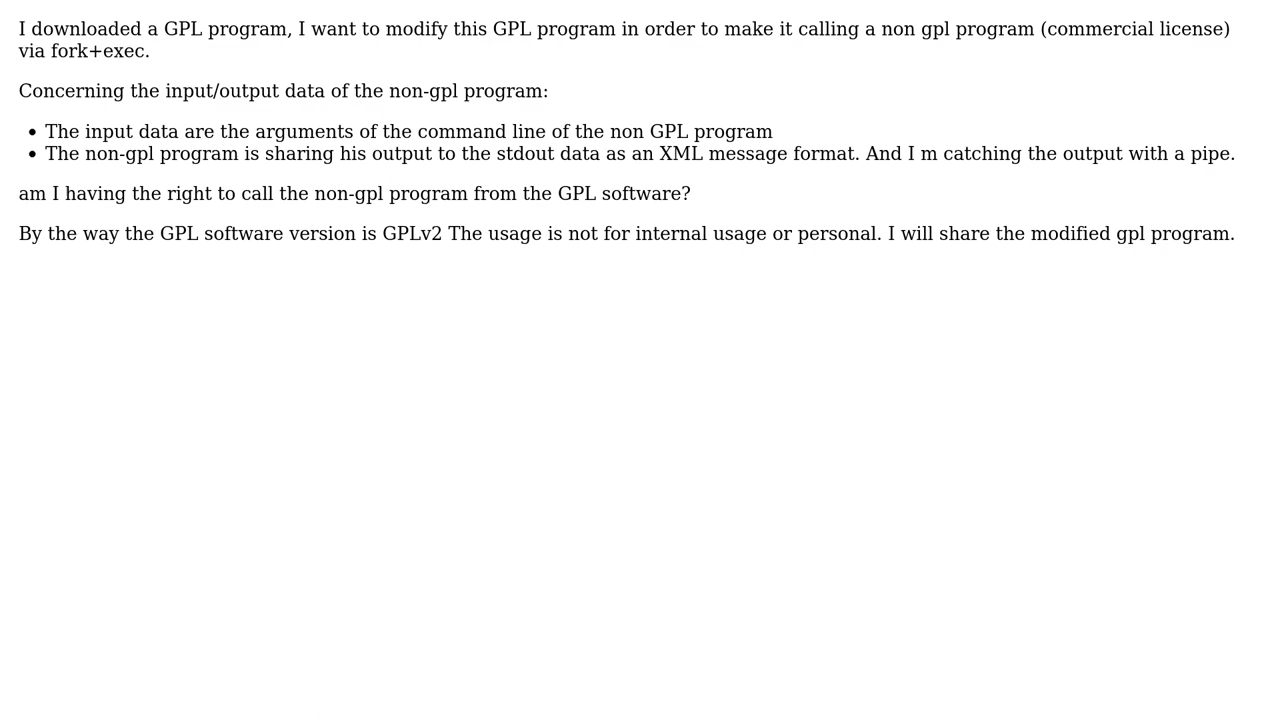 I downloaded a GPL program, I want to modify this GPL program in order to make it calling a non gpl program (commercial license)
via fork+exec.
Concerning the input/output data of the non-gpl program:
• The input data are the arguments of the command line of the non GPL program
• The non-gpl program is sharing his output to the stdout data as an XML message format. And I m catching the output with a pipe.
am I having the right to call the non-gpl program from the GPL software?
By the way the GPL software version is GPLv2 The usage is not for internal usage or personal. I will share the modified gpl program.